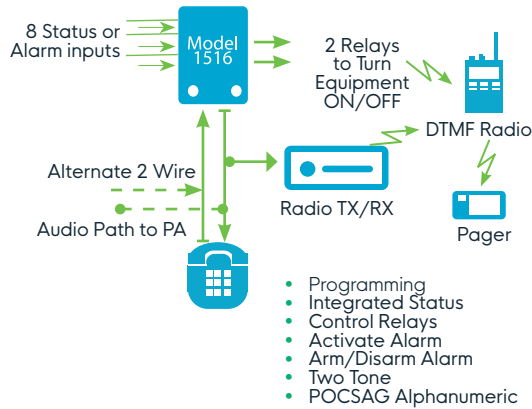 8 Status or
Alarm inputs
Model
1516
2 Relays
to Turn
Equipment
ON/OFF
DTMF Radio
Alternate 2 Wire
Audio Path to PA
Radio TX/RX
Pager
• Programming
• Integrated Status
• Control Relays
• Activate Alarm
• Arm/Disarm Alarm
• Two Tone
• POCSAG Alphanumeric